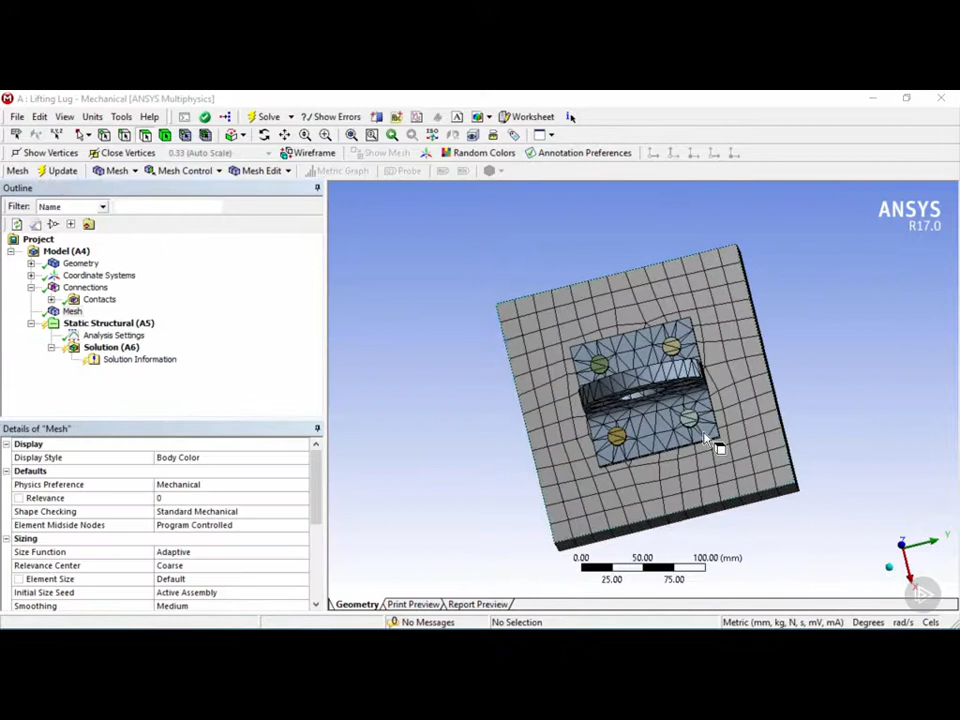 A : Lifting Lug - Mechanical [ANSYS Multiphysics]
File Edit View Units Tools Help Solve ?/ Show Errors A Worksheet i
Show Vertices Close Vertices 0.33 (Auto Scale) Wireframe Show Mesh Random Colors Annotation Preferences
Mesh Update Mesh Mesh Control Mesh Edit Metric Graph Probe
Outline
Filter: Name
Project
Model (A4)
Geometry
Coordinate Systems
Connections
Contacts
Mesh
Static Structural (A5)
Analysis Settings
Solution (A6)
Solution Information
Details of "Mesh"
Display
Display Style Body Color
Defaults
Physics Preference Mechanical
Relevance 0
Shape Checking Standard Mechanical
Element Midside Nodes Program Controlled
Sizing
Size Function Adaptive
Relevance Center Coarse
Element Size Default
Initial Size Seed Active Assembly
Smoothing Medium
ANSYS
R17.0
0.00 50.00 100.00 (mm)
25.00 75.00
Z Y
X
Geometry Print Preview Report Preview
No Messages No Selection Metric (mm, kg, N, s, mV, mA) Degrees rad/s Cels